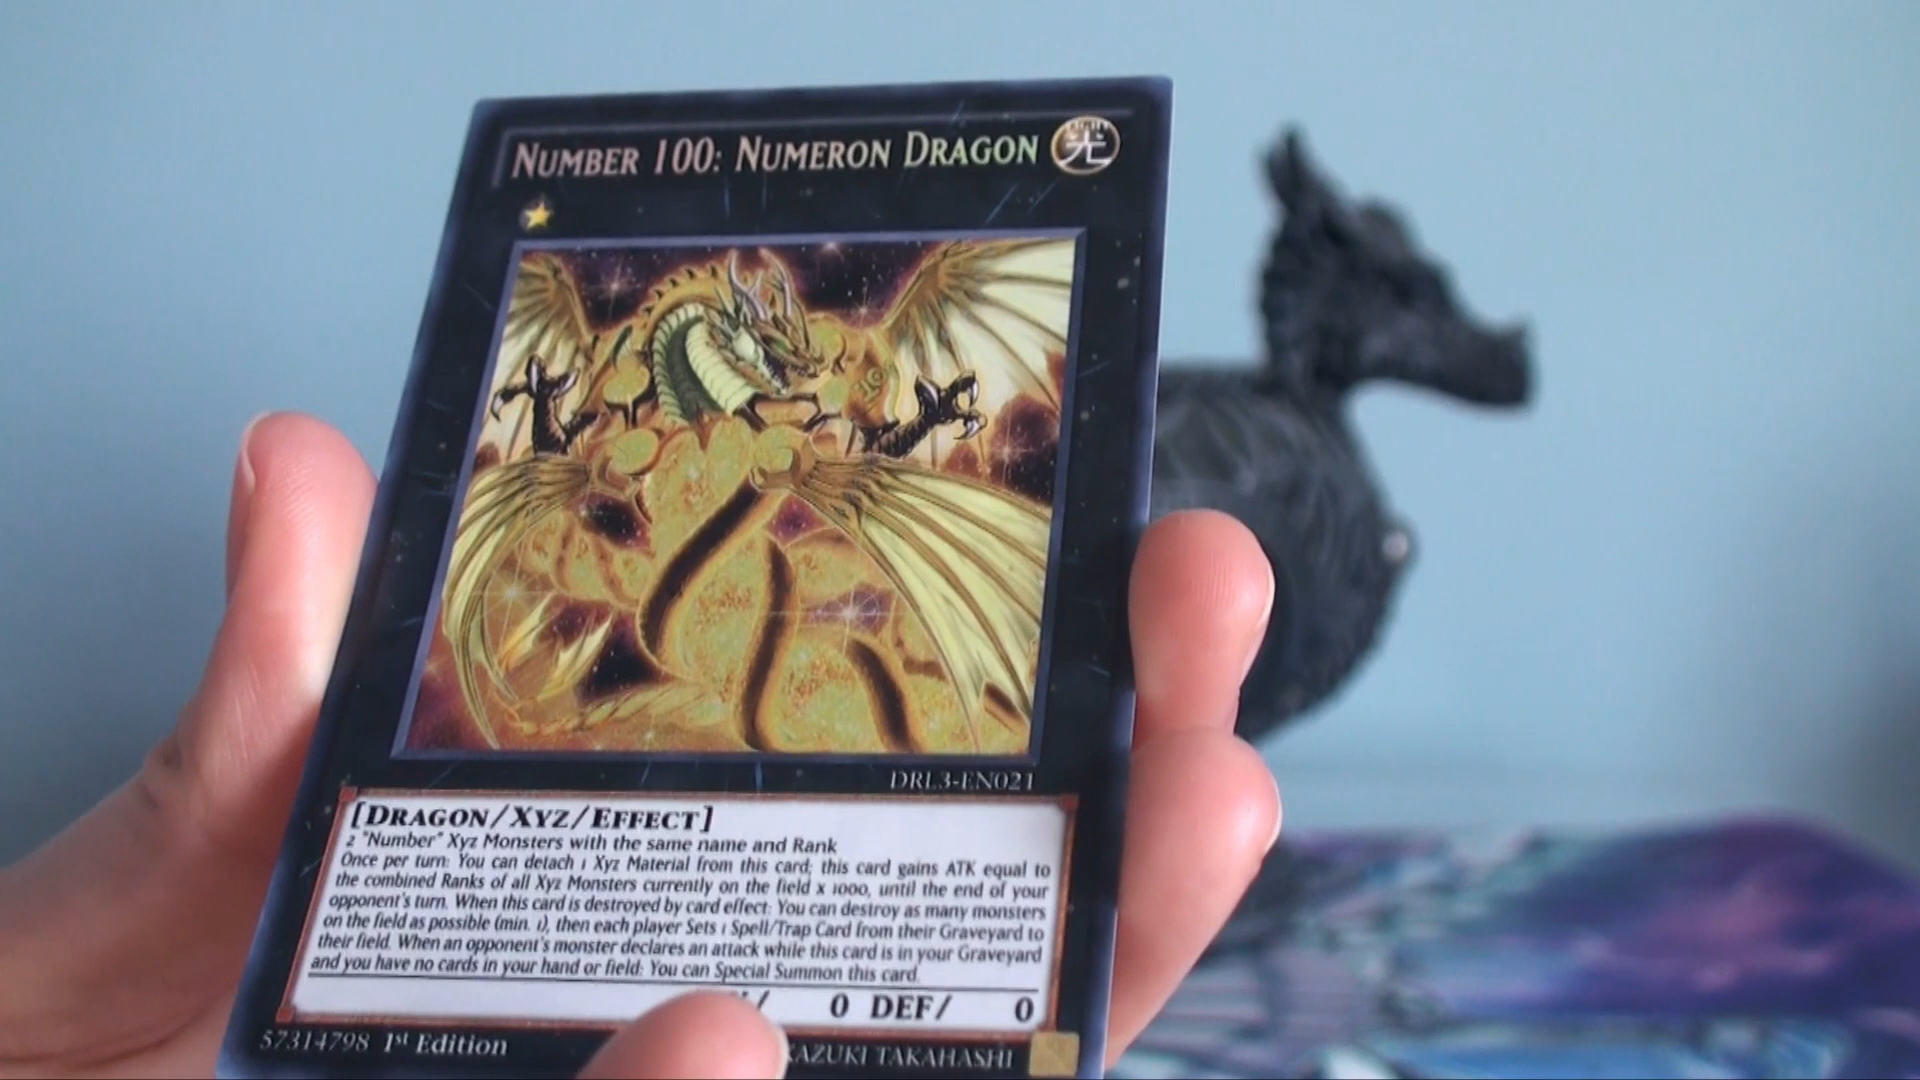 NUMBER 100: NUMERON DRAGON 光
DRL3-EN021
[DRAGON/XYZ/EFFECT]
2 "Number" Xyz Monsters with the same name and Rank
Once per turn: You can detach 1 Xyz Material from this card; this card gains ATK equal to
the combined Ranks of all Xyz Monsters currently on the field x 1000, until the end of your
opponent's turn. When this card is destroyed by card effect: You can destroy as many monsters
on the field as possible (min. 1), then each player Sets 1 Spell/Trap Card from their Graveyard to
their field. When an opponent's monster declares an attack while this card is in your Graveyard
and you have no cards in your hand or field: You can Special Summon this card.
0 DEF/ 0
57314798 1st Edition KAZUKI TAKAHASHI